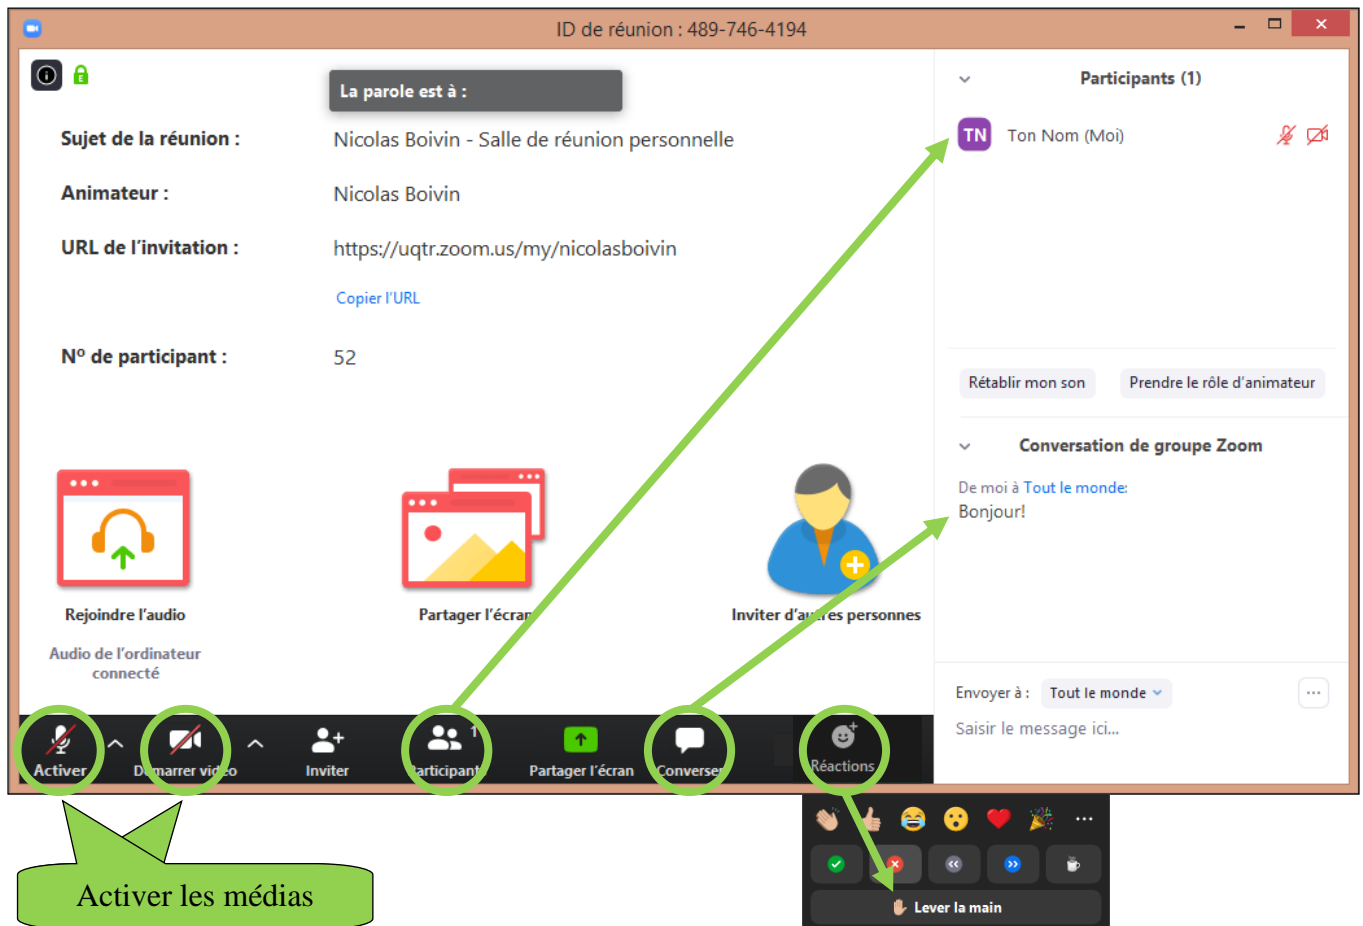 ID de réunion : 489-746-4194
La parole est à :
Sujet de la réunion :
Nicolas Boivin - Salle de réunion personnelle
Animateur :
Nicolas Boivin
URL de l'invitation :
https://uqtr.zoom.us/my/nicolasboivin
Copier l'URL
Nº de participant :
52
Rejoindre l'audio
Audio de l'ordinateur
connecté
Partager l'écran
Inviter d'autres personnes
Participants (1)
TN
Ton Nom (Moi)
Rétablir mon son
Prendre le rôle d'animateur
Conversation de groupe Zoom
De moi à Tout le monde:
Bonjour!
Envoyer à :
Tout le monde
Saisir le message ici...
Activer
Démarrer vidéo
Inviter
Participants
1
Partager l'écran
Converser
Réactions
Lever la main
Activer les médias